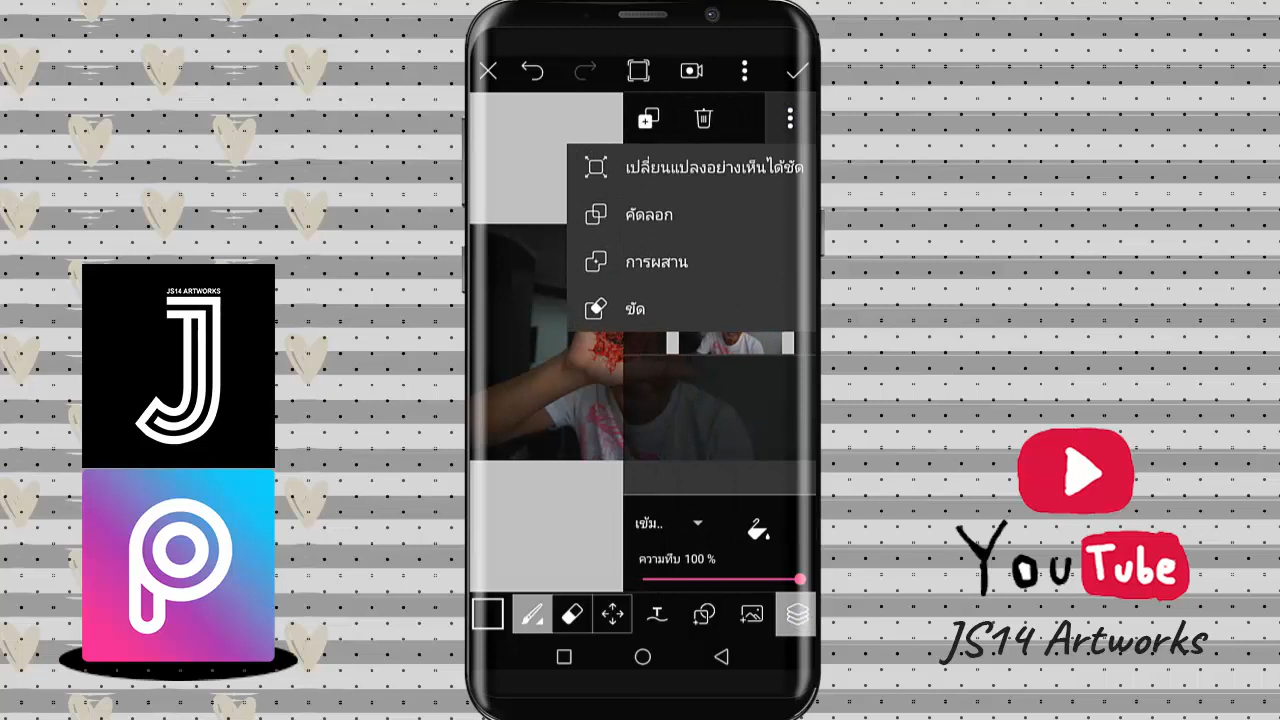 JS14 ARTWORKS
เปลี่ยนแปลงอย่างเห็นได้ชัด
คัดลอก
การผสาน
ขัด
เข้ม..
ความทึบ 100 %
YouTube
JS14 Artworks